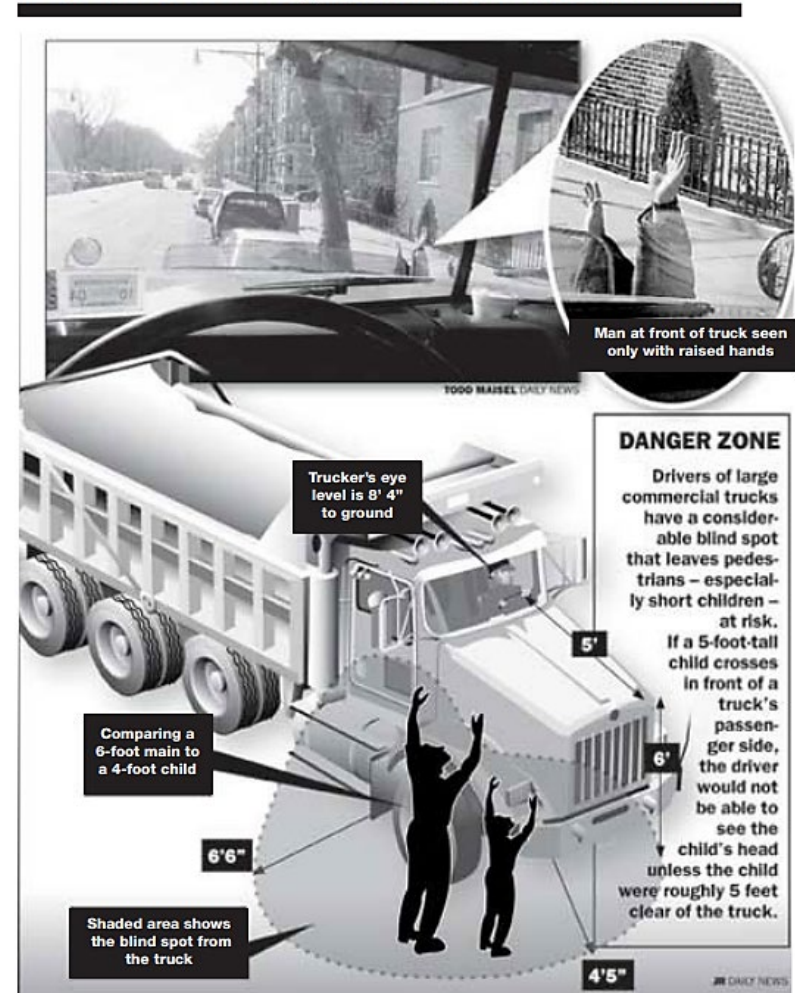 Man at front of truck seen
only with raised hands
TODD MAISEL DAILY NEWS
Trucker's eye
level is 8' 4"
to ground
DANGER ZONE
Drivers of large
commercial trucks
have a consider-
able blind spot
that leaves pedes-
trians – especial-
ly short children –
at risk.
If a 5-foot-tall
child crosses
in front of a
truck's
passen-
ger side,
the driver
would not
be able to
see the
child's head
unless the child
were roughly 5 feet
clear of the truck.
5'
6'
Comparing a
6-foot main to
a 4-foot child
6'6"
Shaded area shows
the blind spot from
the truck
4'5"
DAILY NEWS